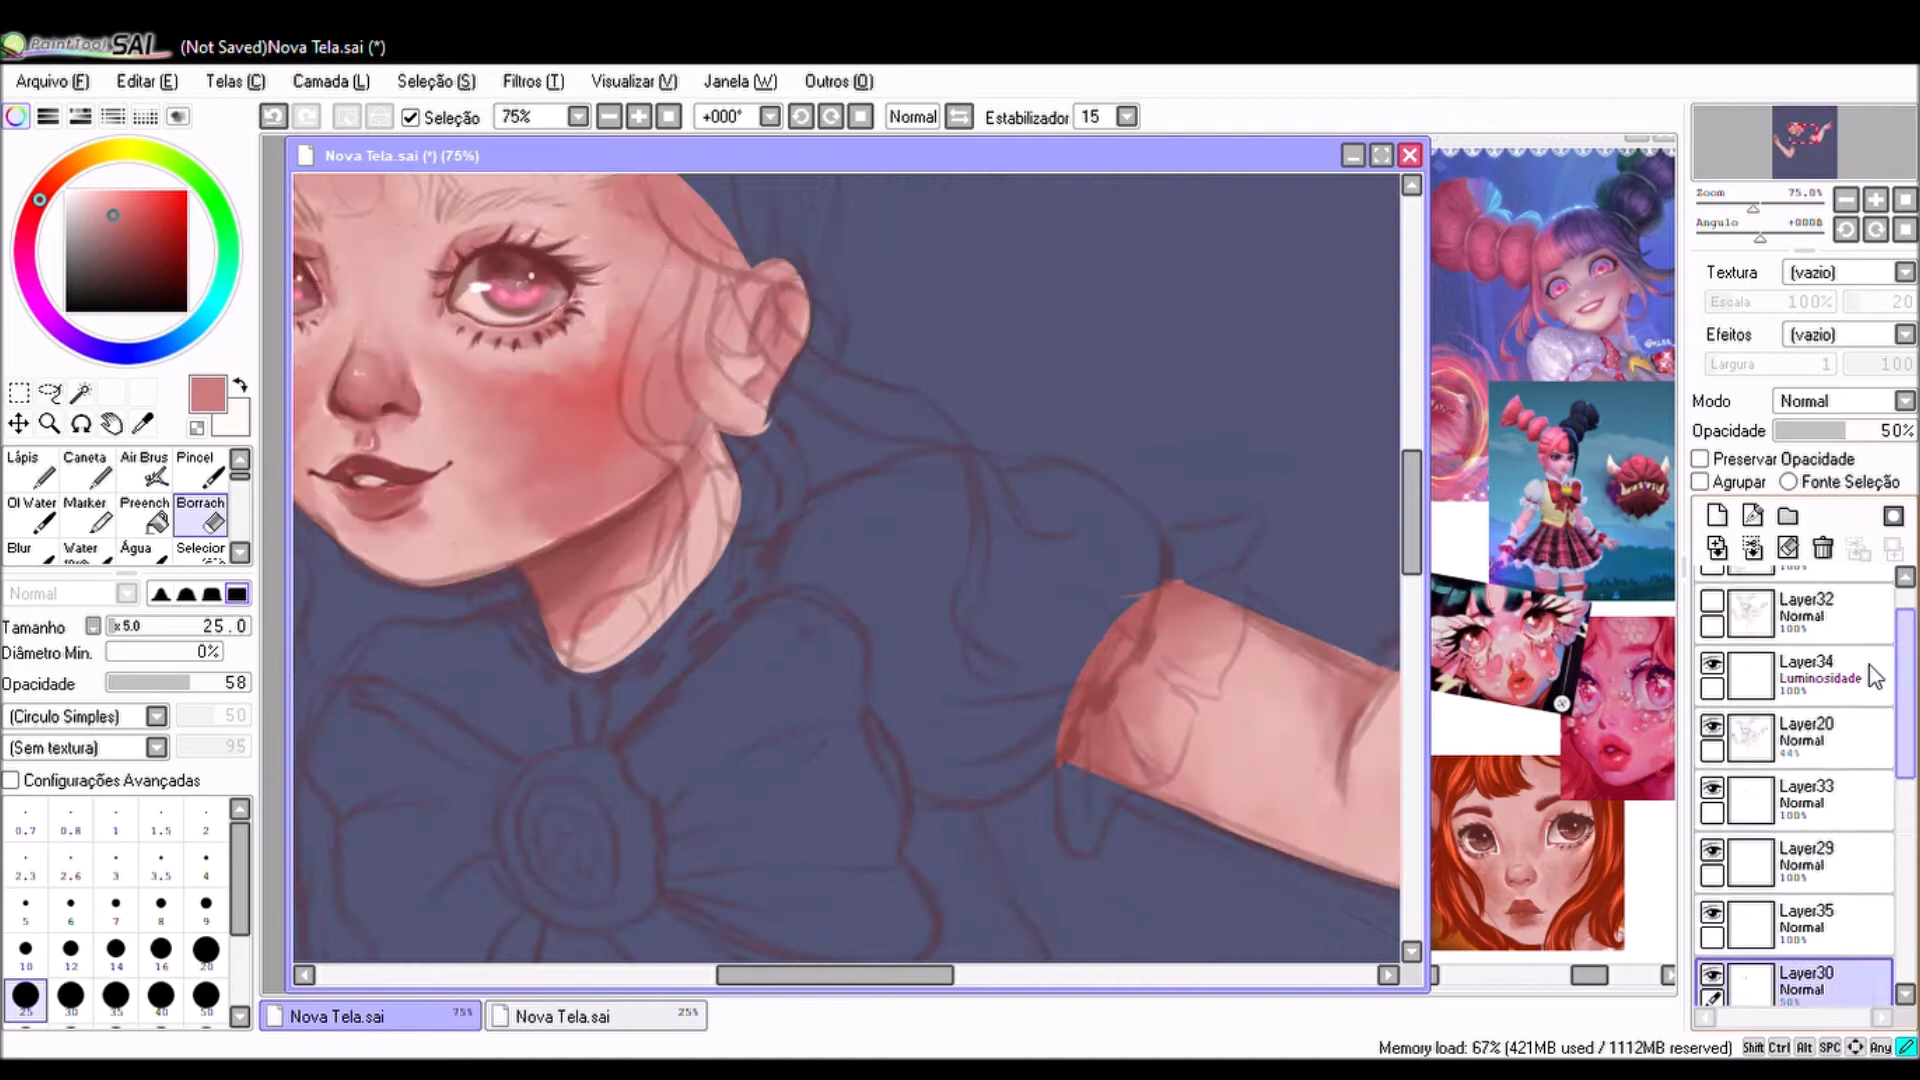 PaintTool SAI (Not Saved)Nova Tela.sai (*)
Arquivo (F) Editar (E) Telas (C) Camada (L) Seleção (S) Filtros (T) Visualizar (V) Janela (W) Outros (O)
Seleção 75% +000° Normal Estabilizador 15
Nova Tela.sai (*) (75%)
Zoom 75.0%
Angulo +000
Textura (vazio)
Escala 100% 20
Efeitos (vazio)
Largura 1 100
Modo Normal
Opacidade 50%
Preservar Opacidade
Agrupar Fonte Seleção
Lápis Caneta Air Brus Pincel
Ol Water Marker Preench Borrach
Blur Water Água Selecior
Normal
Tamanho x 5.0 25.0
Diâmetro Min. 0%
Opacidade 58
(Circulo Simples) 50
(Sem textura) 95
Configurações Avançadas
0.7 0.8 1 1.5 2
2.3 2.6 3 3.5 4
5 6 7 8 9
10 12 14 16 20
25 30 35 40 50
100%
Layer32
Normal
100%
Layer34
Luminosidade
100%
Layer20
Normal
44%
Layer33
Normal
100%
Layer29
Normal
100%
Layer35
Normal
100%
Layer30
Normal
50%
Nova Tela.sai 75% Nova Tela.sai 25%
Memory load: 67% (421MB used / 1112MB reserved) Shift Ctrl Alt SPC Any